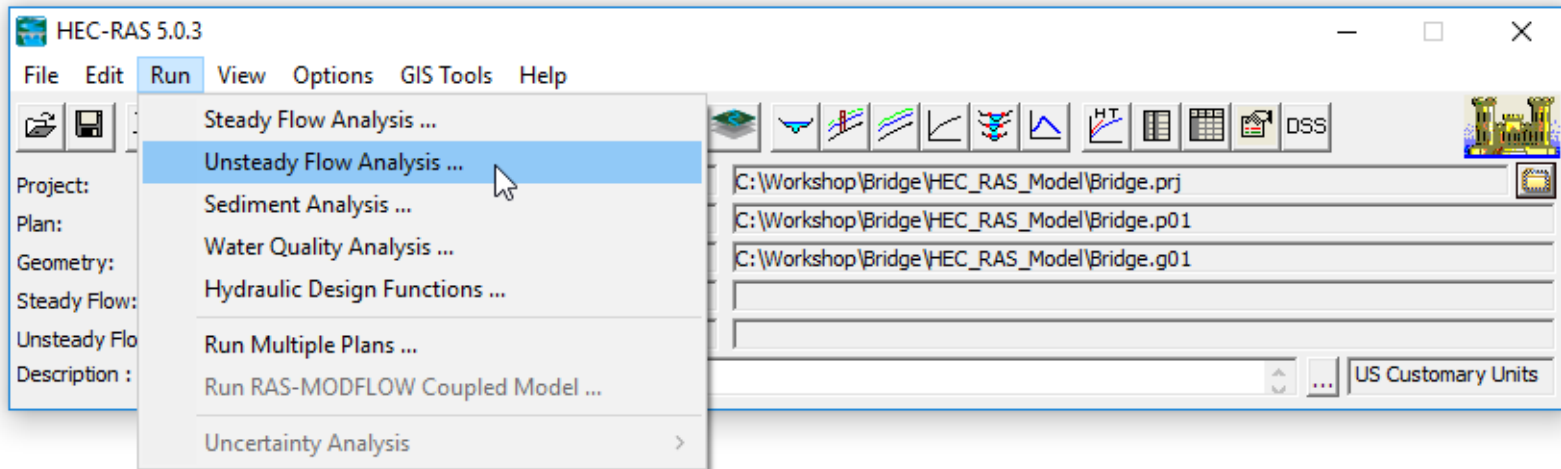 HEC-RAS 5.0.3
File Edit Run View Options GIS Tools Help
Steady Flow Analysis ...
Unsteady Flow Analysis ...
Sediment Analysis ...
Water Quality Analysis ...
Hydraulic Design Functions ...
Run Multiple Plans ...
Run RAS-MODFLOW Coupled Model ...
Uncertainty Analysis
HT
DSS
Project: C:\Workshop\Bridge\HEC_RAS_Model\Bridge.prj
Plan: C:\Workshop\Bridge\HEC_RAS_Model\Bridge.p01
Geometry: C:\Workshop\Bridge\HEC_RAS_Model\Bridge.g01
Steady Flow:
Unsteady Flo
Description : ... US Customary Units